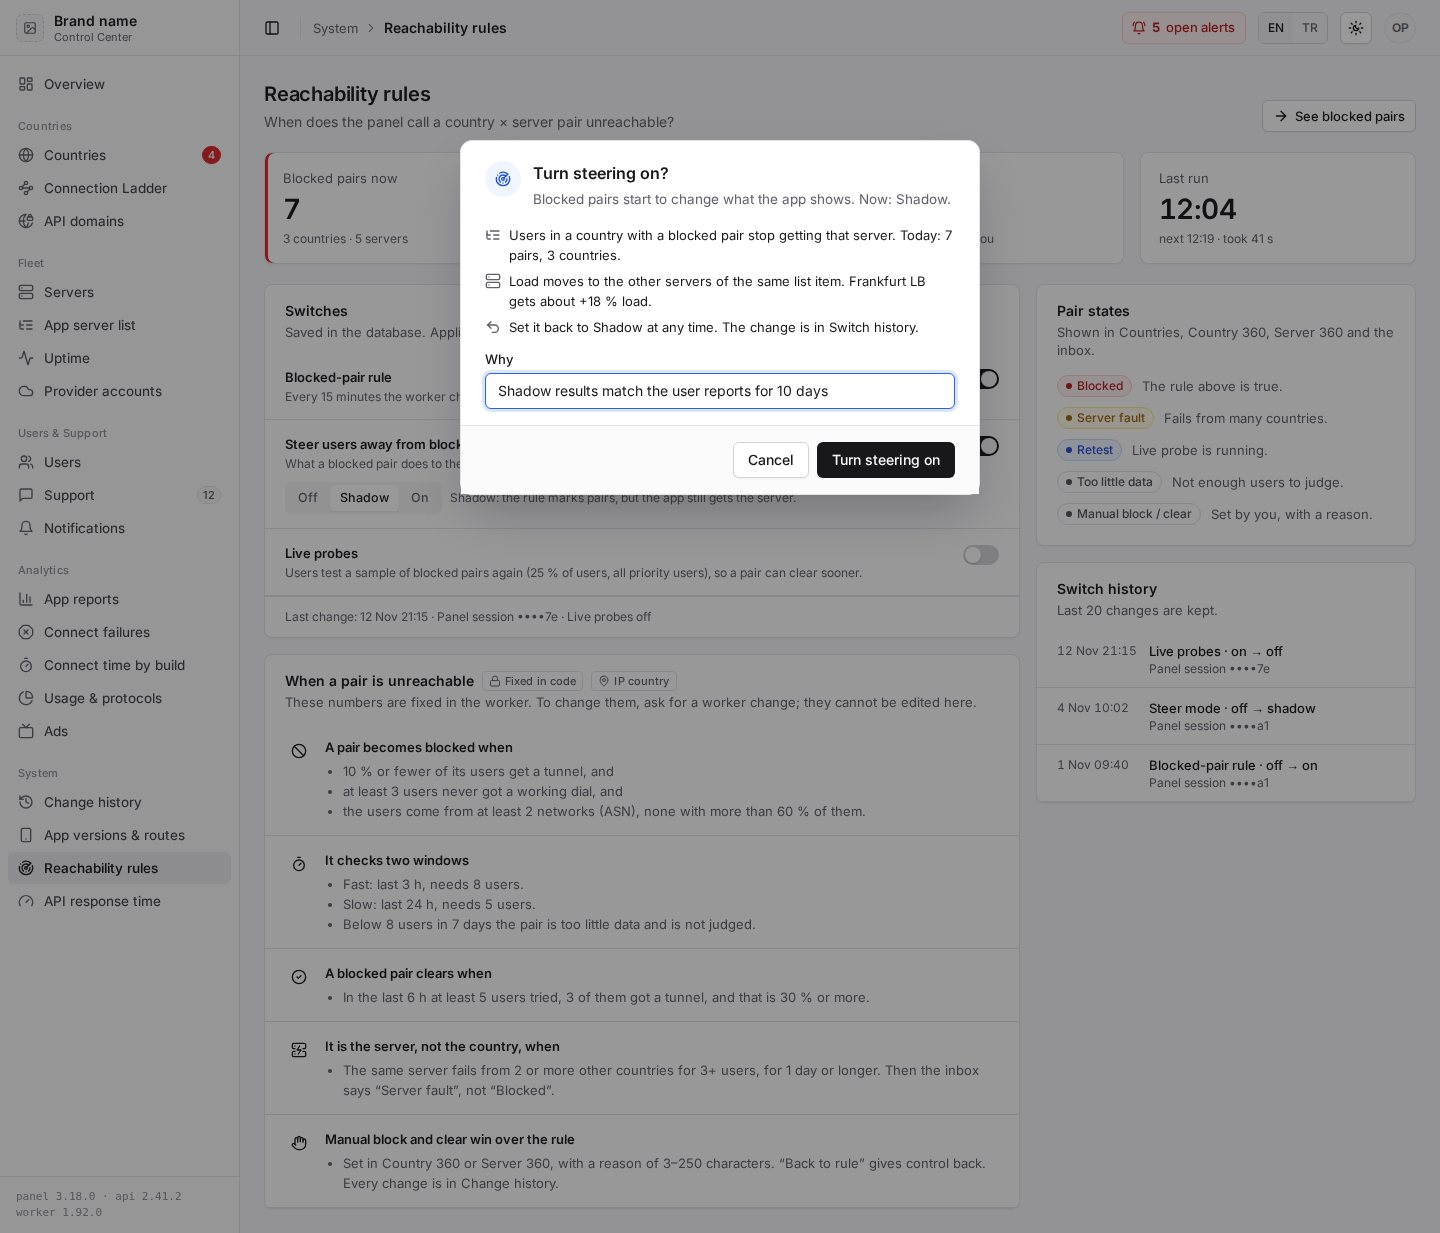 Brand name
Control Center
Overview
Countries
Countries
4
Connection Ladder
API domains
Fleet
Servers
App server list
Uptime
Provider accounts
Users & Support
Users
Support
12
Notifications
Analytics
App reports
Connect failures
Connect time by build
Usage & protocols
Ads
System
Change history
App versions & routes
Reachability rules
API response time
panel 3.18.0 · api 2.41.2
worker 1.92.0
System
Reachability rules
5 open alerts
EN
TR
OP
Reachability rules
When does the panel call a country × server pair unreachable?
See blocked pairs
Blocked pairs now
7
3 countries · 5 servers
Last run
12:04
next 12:19 · took 41 s
Turn steering on?
Blocked pairs start to change what the app shows. Now: Shadow.
Users in a country with a blocked pair stop getting that server. Today: 7
pairs, 3 countries.
Load moves to the other servers of the same list item. Frankfurt LB
gets about +18 % load.
Set it back to Shadow at any time. The change is in Switch history.
Why
Shadow results match the user reports for 10 days
Cancel
Turn steering on
Switches
Saved in the database.
Blocked-pair rule
Every 15 minutes the worker
Steer users away from
What a blocked pair does to the
Off
Shadow
On
Shadow: the rule marks pairs, but the app still gets the server.
Live probes
Users test a sample of blocked pairs again (25 % of users, all priority users), so a pair can clear sooner.
Last change: 12 Nov 21:15 · Panel session ••••7e · Live probes off
When a pair is unreachable
Fixed in code
IP country
These numbers are fixed in the worker. To change them, ask for a worker change; they cannot be edited here.
A pair becomes blocked when
• 10 % or fewer of its users get a tunnel, and
• at least 3 users never got a working dial, and
• the users come from at least 2 networks (ASN), none with more than 60 % of them.
It checks two windows
• Fast: last 3 h, needs 8 users.
• Slow: last 24 h, needs 5 users.
• Below 8 users in 7 days the pair is too little data and is not judged.
A blocked pair clears when
• In the last 6 h at least 5 users tried, 3 of them got a tunnel, and that is 30 % or more.
It is the server, not the country, when
• The same server fails from 2 or more other countries for 3+ users, for 1 day or longer. Then the inbox
says “Server fault”, not “Blocked”.
Manual block and clear win over the rule
• Set in Country 360 or Server 360, with a reason of 3–250 characters. “Back to rule” gives control back.
Every change is in Change history.
Pair states
Shown in Countries, Country 360, Server 360 and the
inbox.
Blocked
The rule above is true.
Server fault
Fails from many countries.
Retest
Live probe is running.
Too little data
Not enough users to judge.
Manual block / clear
Set by you, with a reason.
Switch history
Last 20 changes are kept.
12 Nov 21:15
Live probes · on → off
Panel session ••••7e
4 Nov 10:02
Steer mode · off → shadow
Panel session ••••a1
1 Nov 09:40
Blocked-pair rule · off → on
Panel session ••••a1